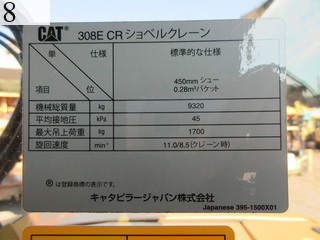 8
CAT 308E CR ショベルクレーン
単 仕様 標準的な仕様
450mm シュー
項目 位 0.28m³バケット
機械総質量 kg 9320
平均接地圧 kPa 45
最大吊上荷重 kg 1700
旋回速度 min⁻¹ 11.0/8.5 (クレーン時)
® は登録商標の表示です。
キャタピラージャパン株式会社
Japanese 395-1500X01